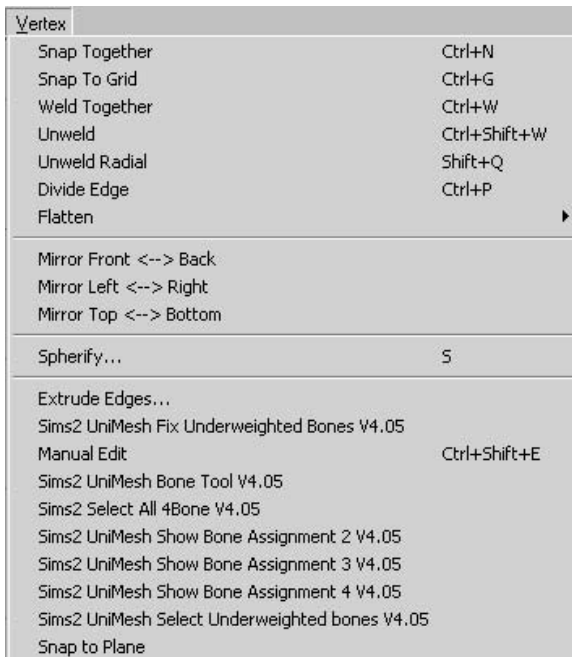 Vertex
Snap Together Ctrl+N
Snap To Grid Ctrl+G
Weld Together Ctrl+W
Unweld Ctrl+Shift+W
Unweld Radial Shift+Q
Divide Edge Ctrl+P
Flatten
Mirror Front <--> Back
Mirror Left <--> Right
Mirror Top <--> Bottom
Spherify... S
Extrude Edges...
Sims2 UniMesh Fix Underweighted Bones V4.05
Manual Edit Ctrl+Shift+E
Sims2 UniMesh Bone Tool V4.05
Sims2 Select All 4Bone V4.05
Sims2 UniMesh Show Bone Assignment 2 V4.05
Sims2 UniMesh Show Bone Assignment 3 V4.05
Sims2 UniMesh Show Bone Assignment 4 V4.05
Sims2 UniMesh Select Underweighted bones V4.05
Snap to Plane